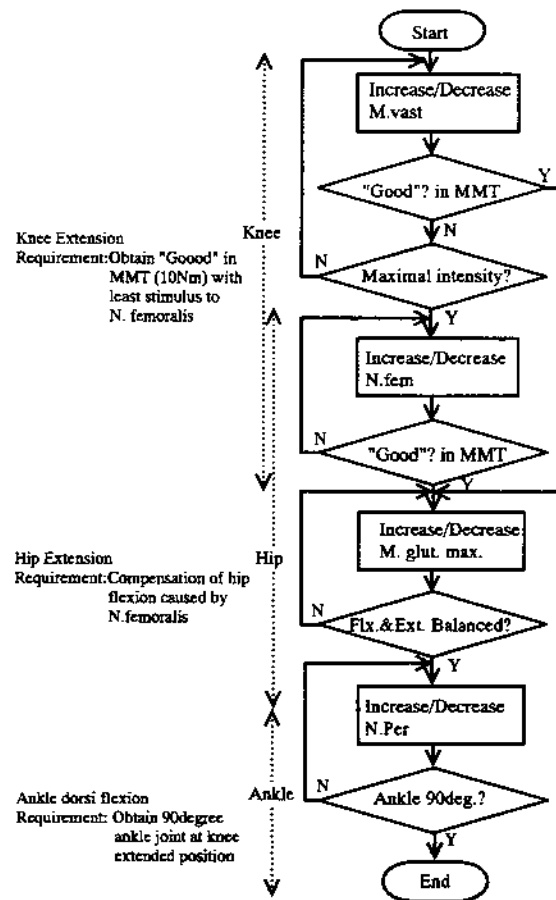 Start
Increase/Decrease
M.vast
"Good"? in MMT
Y
N
Knee
Knee Extension
Requirement:Obtain "Goood" in
MMT (10Nm) with
least stimulus to
N. femoralis
N
Maximal intensity?
Y
Increase/Decrease
N.fem
N
"Good"? in MMT
Y
Increase/Decrease
M. glut. max.
Hip
Hip Extension
Requirement:Compensation of hip
flexion caused by
N.femoralis
N
Flx.&Ext. Balanced?
Y
Increase/Decrease
N.Per
Ankle
Ankle dorsi flexion
Requirement: Obtain 90degree
ankle joint at knee
extended position
N
Ankle 90deg.?
Y
End